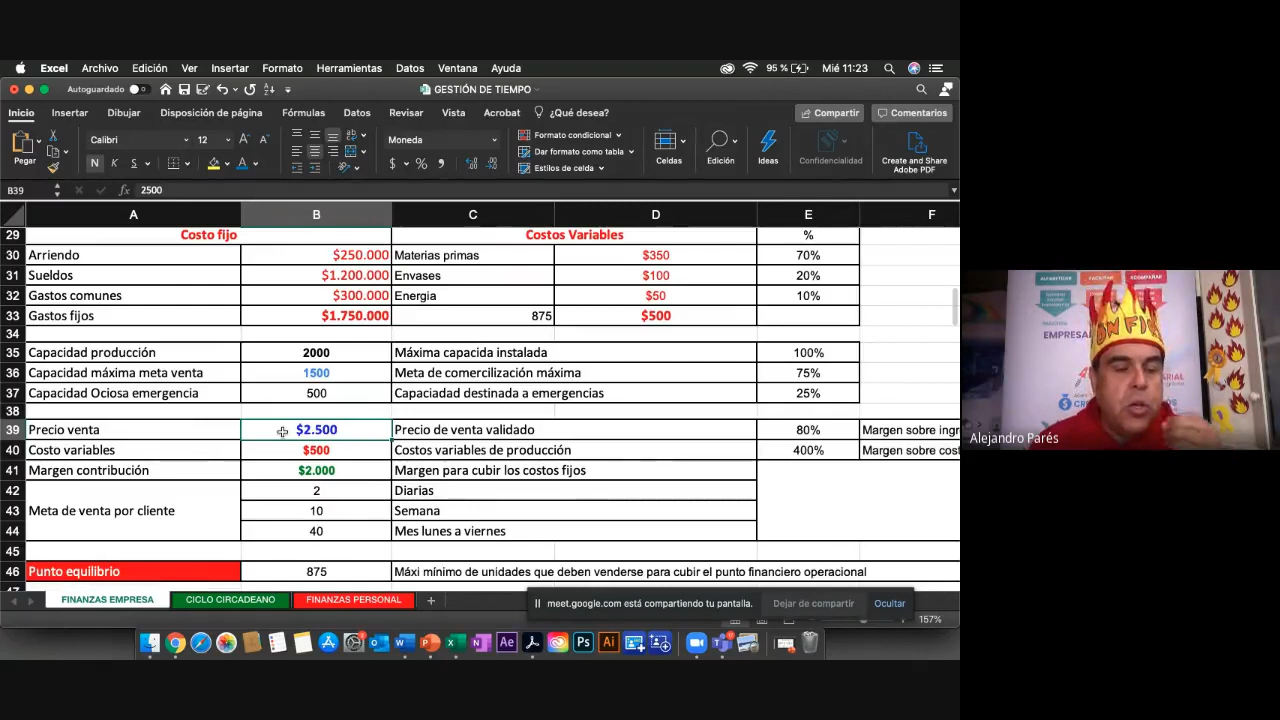 Excel Archivo Edición Ver Insertar Formato Herramientas Datos Ventana Ayuda 95 % Mié 11:23
Autoguardado GESTIÓN DE TIEMPO
Inicio Insertar Dibujar Disposición de página Fórmulas Datos Revisar Vista Acrobat ¿Qué desea? Compartir Comentarios
Pegar Calibri 12 Moneda Formato condicional Celdas Edición Ideas Confidencialidad Create and Share Adobe PDF
N K S Dar formato como tabla
Estilos de celda
B39 fx 2500
A B C D E F
29 Costo fijo Costos Variables %
30 Arriendo $250.000 Materias primas $350 70%
31 Sueldos $1.200.000 Envases $100 20%
32 Gastos comunes $300.000 Energia $50 10%
33 Gastos fijos $1.750.000 875 $500
34
35 Capacidad producción 2000 Máxima capacida instalada 100%
36 Capacidad máxima meta venta 1500 Meta de comercilización máxima 75%
37 Capacidad Ociosa emergencia 500 Capaciadad destinada a emergencias 25%
38
39 Precio venta $2.500 Precio de venta validado 80% Margen sobre ingr
40 Costo variables $500 Costos variables de producción 400% Margen sobre cost
41 Margen contribución $2.000 Margen para cubrir los costos fijos
42 2 Diarias
43 Meta de venta por cliente 10 Semana
44 40 Mes lunes a viernes
45
46 Punto equilibrio 875 Máxi mínimo de unidades que deben venderse para cubrir el punto financiero operacional
FINANZAS EMPRESA CICLO CIRCADEANO FINANZAS PERSONAL +
meet.google.com está compartiendo tu pantalla. Dejar de compartir Ocultar
157%
Ae Ps Ai
ALFABETIZAR FACILITAR ACOMPAÑAR
EMPRESA
Alejandro Parés